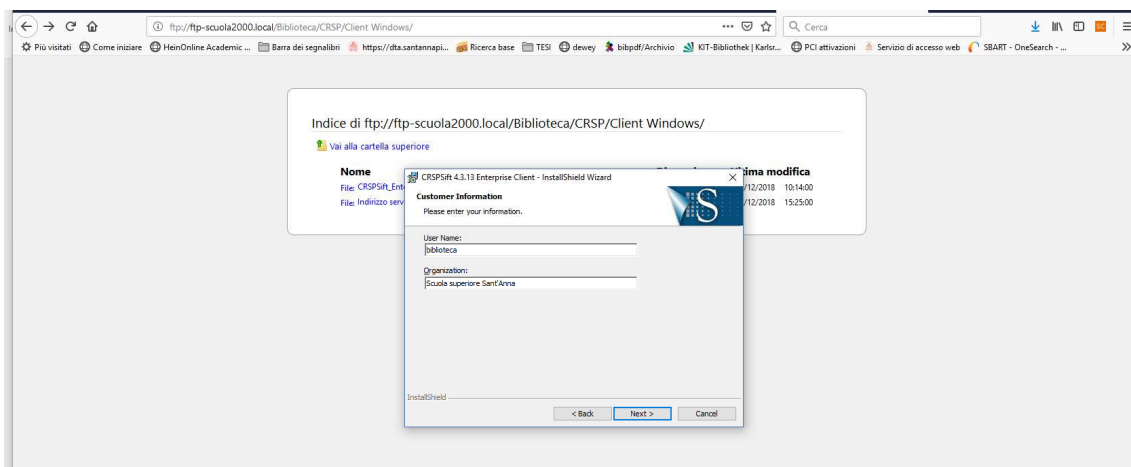 ftp://ftp-scuola2000.local/Biblioteca/CRSP/Client Windows/
Cerca
Più visitati Come iniziare HeinOnline Academic ... Barra dei segnalibri https://dta.santannapi... Ricerca base TESI dewey bibpdf/Archivio KIT-Bibliothek | Karlsr... PCI attivazioni Servizio di accesso web SBART - OneSearch - ...
Indice di ftp://ftp-scuola2000.local/Biblioteca/CRSP/Client Windows/
Vai alla cartella superiore
Nome modifica
File: CRSPSift_Ent /12/2018 10:14:00
File: Indirizzo serv /12/2018 15:25:00
CRSPSift 4.3.13 Enterprise Client - InstallShield Wizard
Customer Information
Please enter your information.
User Name:
biblioteca
Organization:
Scuola superiore Sant'Anna
InstallShield
< Back Next > Cancel